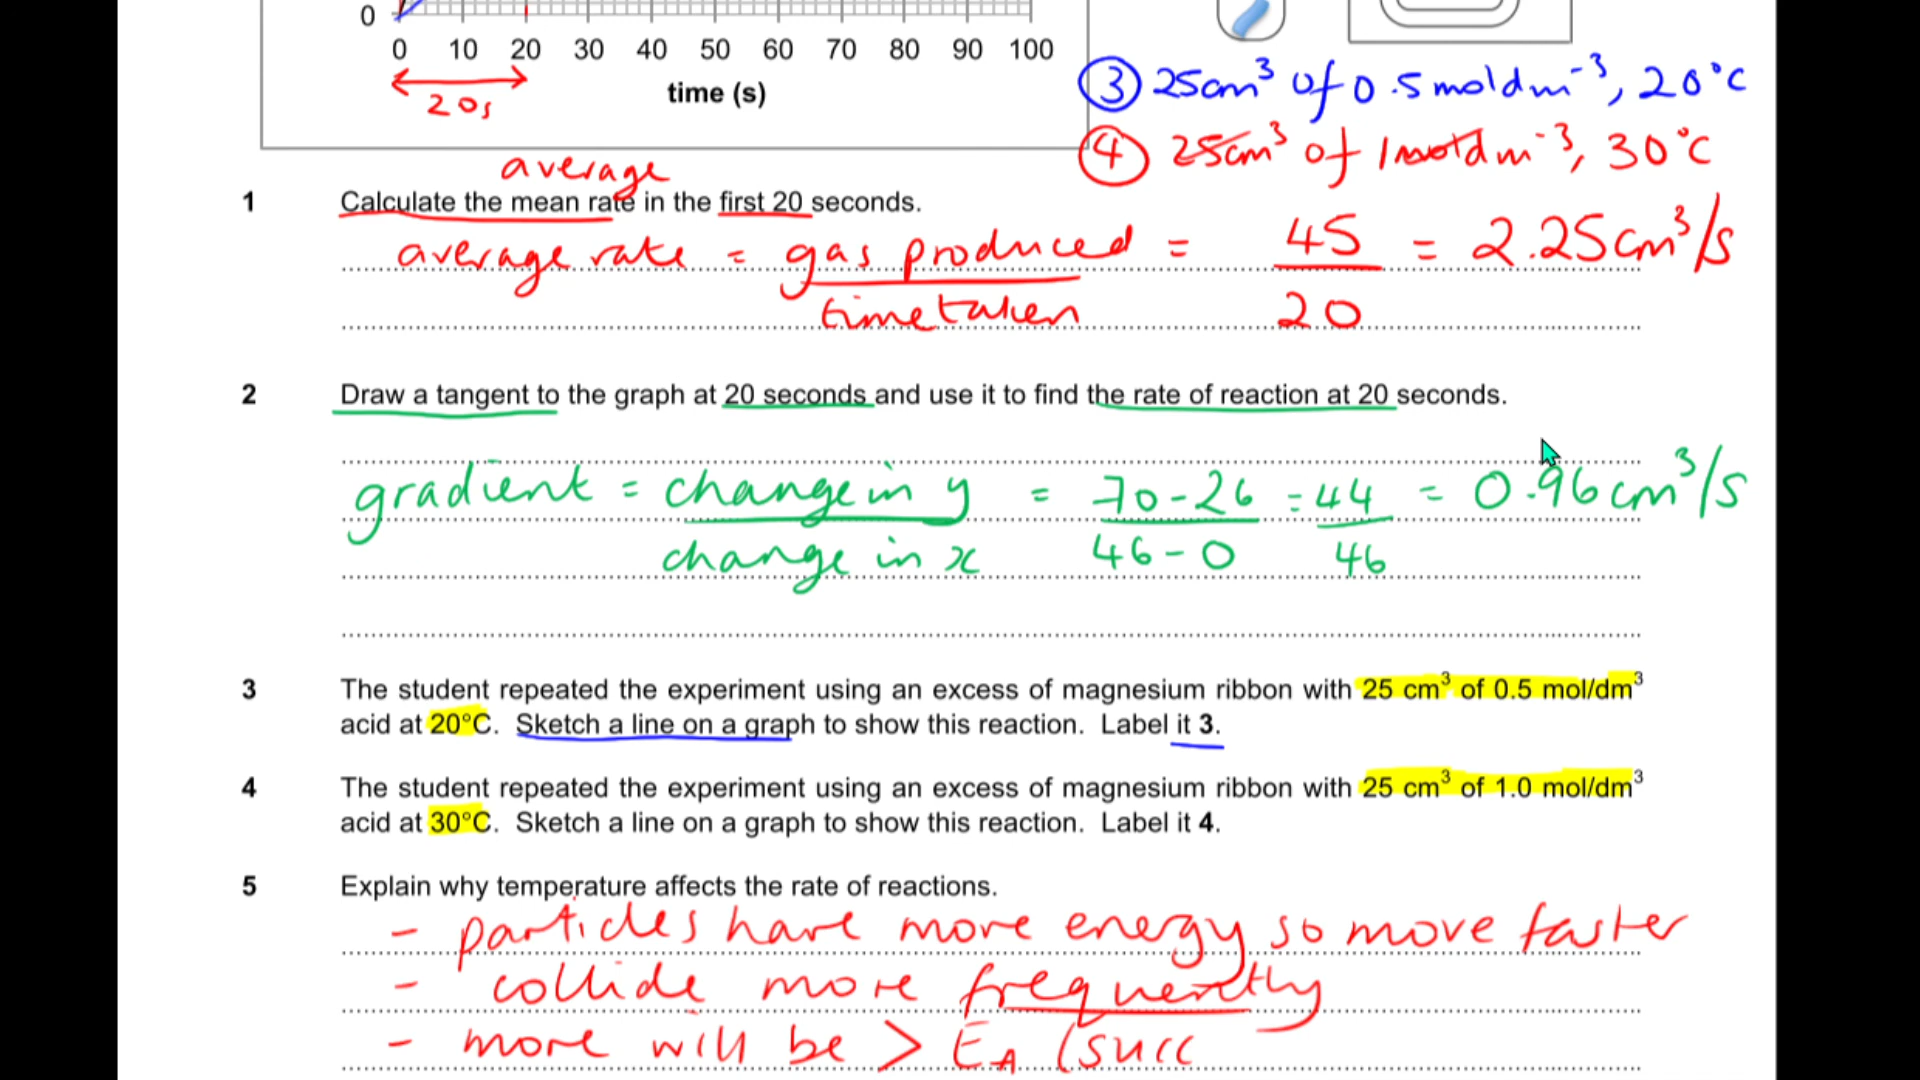 0
0 10 20 30 40 50 60 70 80 90 100
20s
time (s)
③ 25cm³ of 0.5moldm⁻³, 20°C
④ 25cm³ of 1moldm⁻³, 30°C
average
1 Calculate the mean rate in the first 20 seconds.
average rate = gas produced = 45 = 2.25cm³/s
time taken 20
2 Draw a tangent to the graph at 20 seconds and use it to find the rate of reaction at 20 seconds.
gradient = change in y = 70-26 = 44 = 0.96cm³/s
change in x 46-0 46
3 The student repeated the experiment using an excess of magnesium ribbon with 25 cm³ of 0.5 mol/dm³
acid at 20°C. Sketch a line on a graph to show this reaction. Label it 3.
4 The student repeated the experiment using an excess of magnesium ribbon with 25 cm³ of 1.0 mol/dm³
acid at 30°C. Sketch a line on a graph to show this reaction. Label it 4.
5 Explain why temperature affects the rate of reactions.
- particles have more energy so move faster
- collide more frequently
- more will be > EA (succ